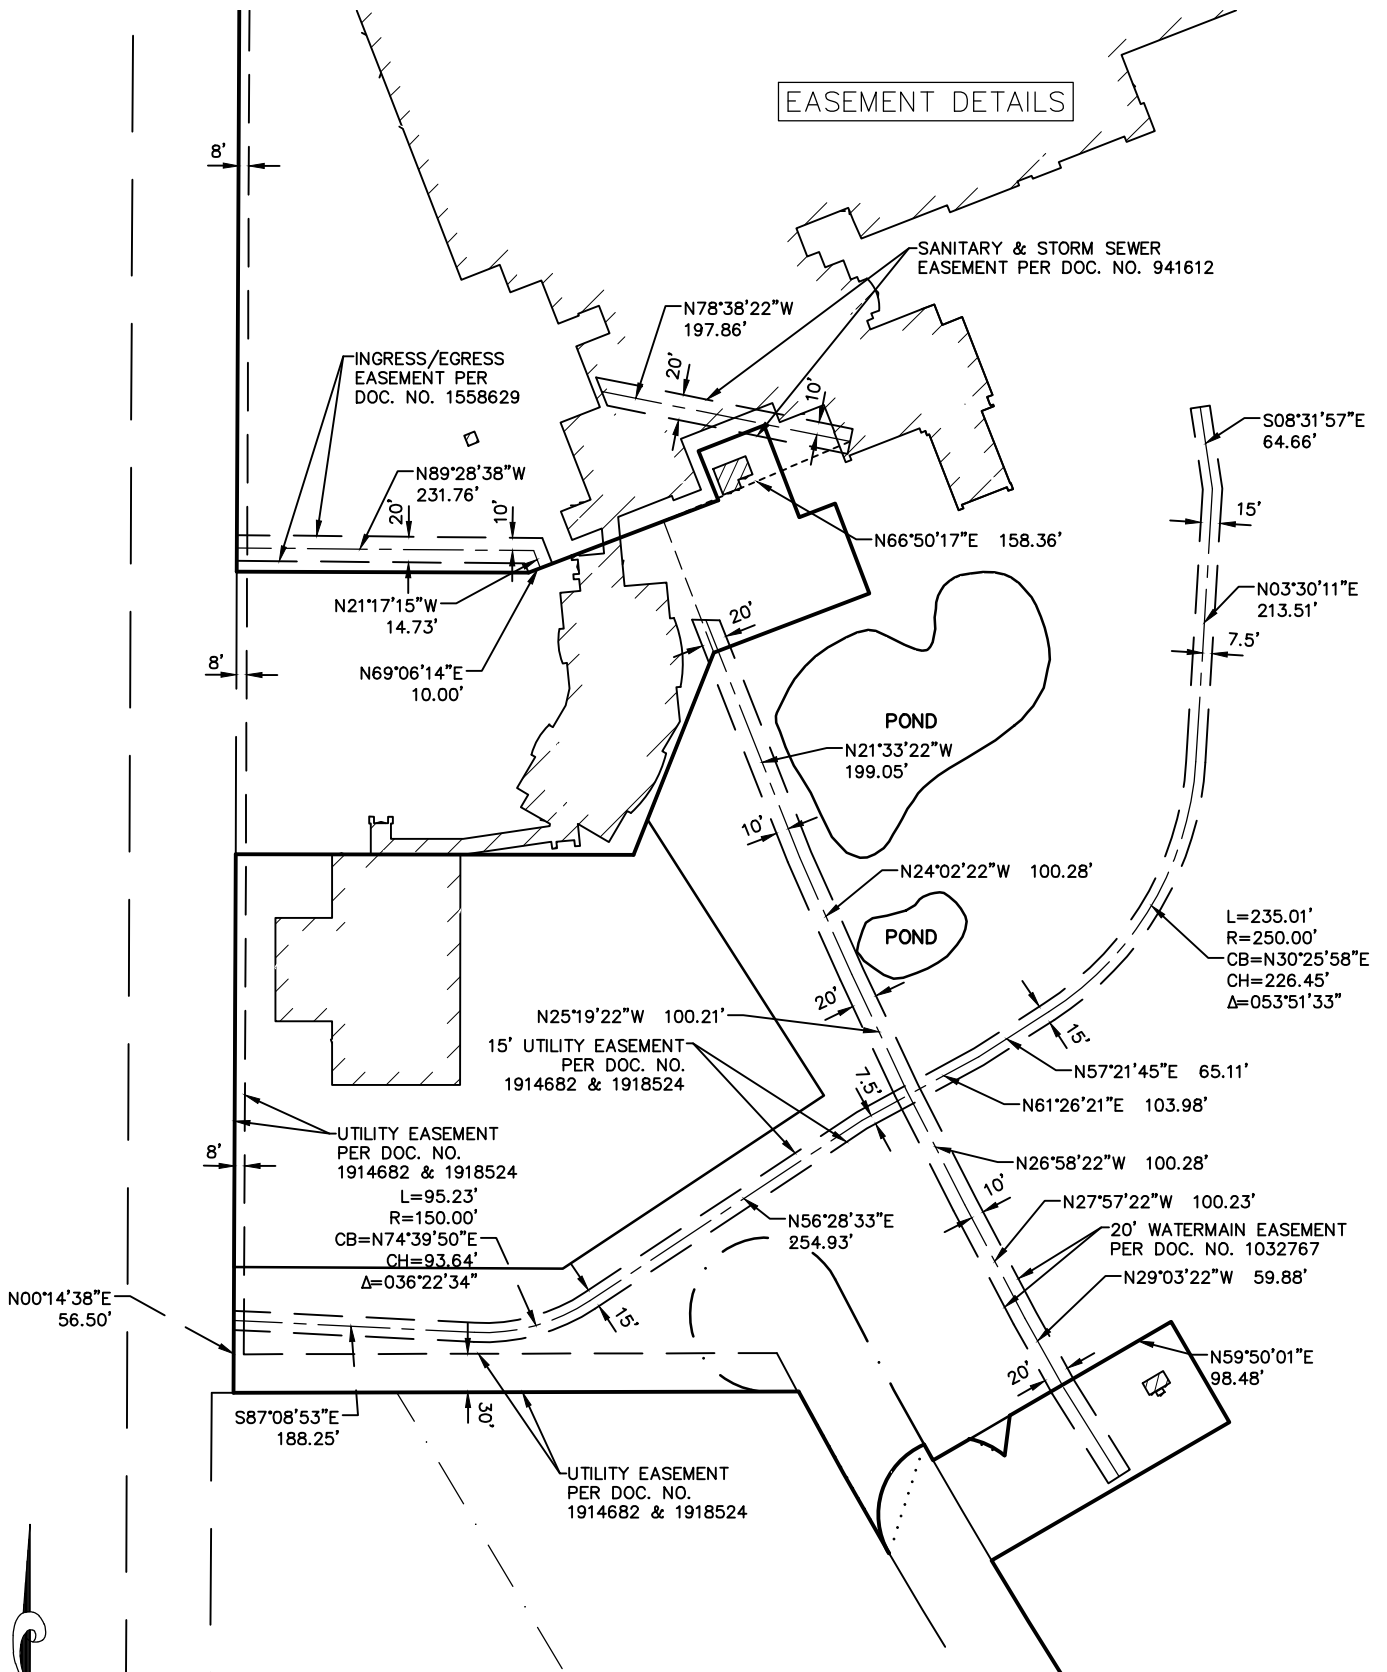 EASEMENT DETAILS
8'
SANITARY & STORM SEWER
EASEMENT PER DOC. NO. 941612
N78°38'22"W
197.86'
20'
10'
INGRESS/EGRESS
EASEMENT PER
DOC. NO. 1558629
S08°31'57"E
64.66'
N89°28'38"W
231.76'
20'
10'
15'
N66°50'17"E 158.36'
N21°17'15"W
14.73'
N03°30'11"E
213.51'
20'
7.5'
8'
N69°06'14"E
10.00'
POND
N21°33'22"W
199.05'
10'
N24°02'22"W 100.28'
POND
L=235.01'
R=250.00'
CB=N30°25'58"E
CH=226.45'
Δ=053°51'33"
20'
N25°19'22"W 100.21'
15'
15' UTILITY EASEMENT
PER DOC. NO.
1914682 & 1918524
7.5'
N57°21'45"E 65.11'
N61°26'21"E 103.98'
UTILITY EASEMENT
PER DOC. NO.
1914682 & 1918524
8'
N26°58'22"W 100.28'
L=95.23'
R=150.00'
CB=N74°39'50"E
CH=93.64'
Δ=036°22'34"
10'
N27°57'22"W 100.23'
N56°28'33"E
254.93'
20' WATERMAIN EASEMENT
PER DOC. NO. 1032767
N29°03'22"W 59.88'
N00°14'38"E
56.50'
15'
N59°50'01"E
98.48'
20'
S87°08'53"E
188.25'
30'
UTILITY EASEMENT
PER DOC. NO.
1914682 & 1918524